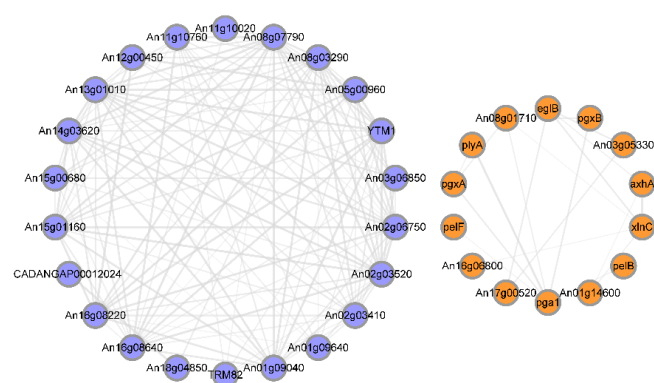 An11g10020
An11g10760
An08g07790
An12g00450
An08g03290
An13g01010
An05g00960
An14g03620
YTM1
An15g00680
An03g06850
An15g01160
An02g06750
CADANGAP00012024
An02g03520
An16g08220
An02g03410
An16g08640
An01g09640
An18g04850
TRM82
An01g09040
eglB
An08g01710
pgxB
plyA
An03g05330
pgxA
axhA
pelF
xlnC
An16g06800
pelB
An17g00520
pga1
An01g14600